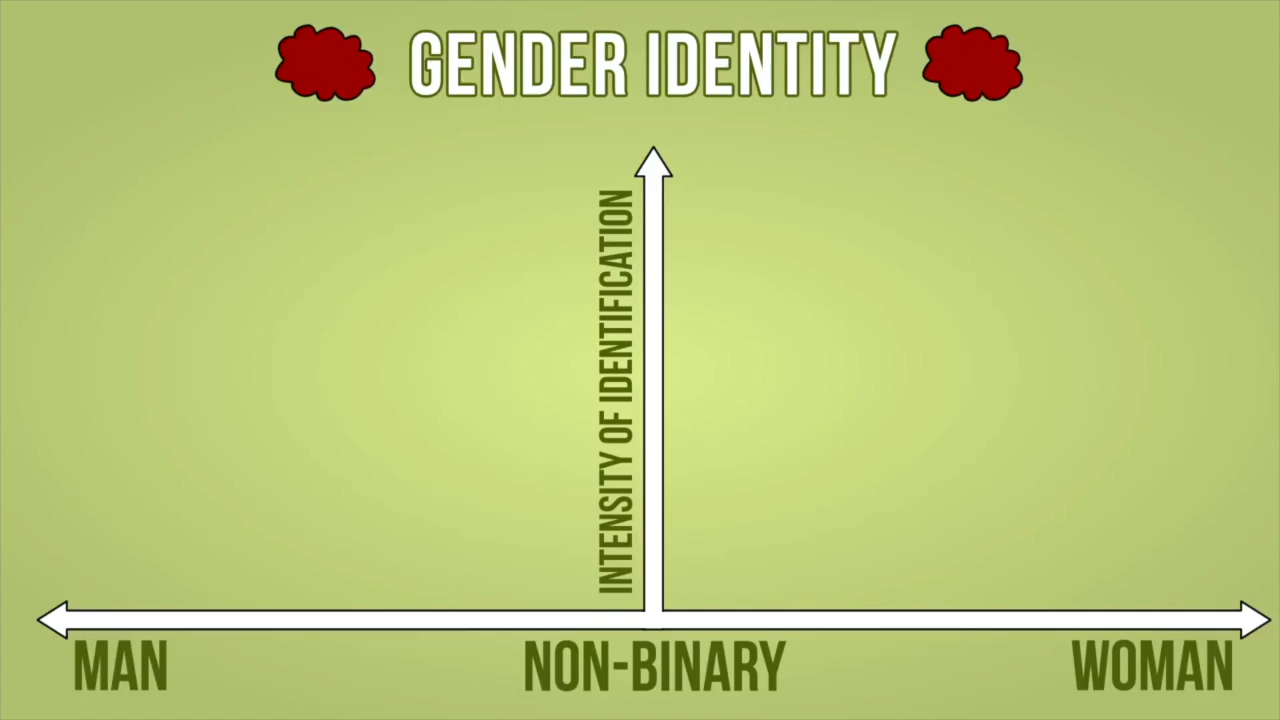 GENDER IDENTITY
INTENSITY OF IDENTIFICATION
MAN
NON-BINARY
WOMAN